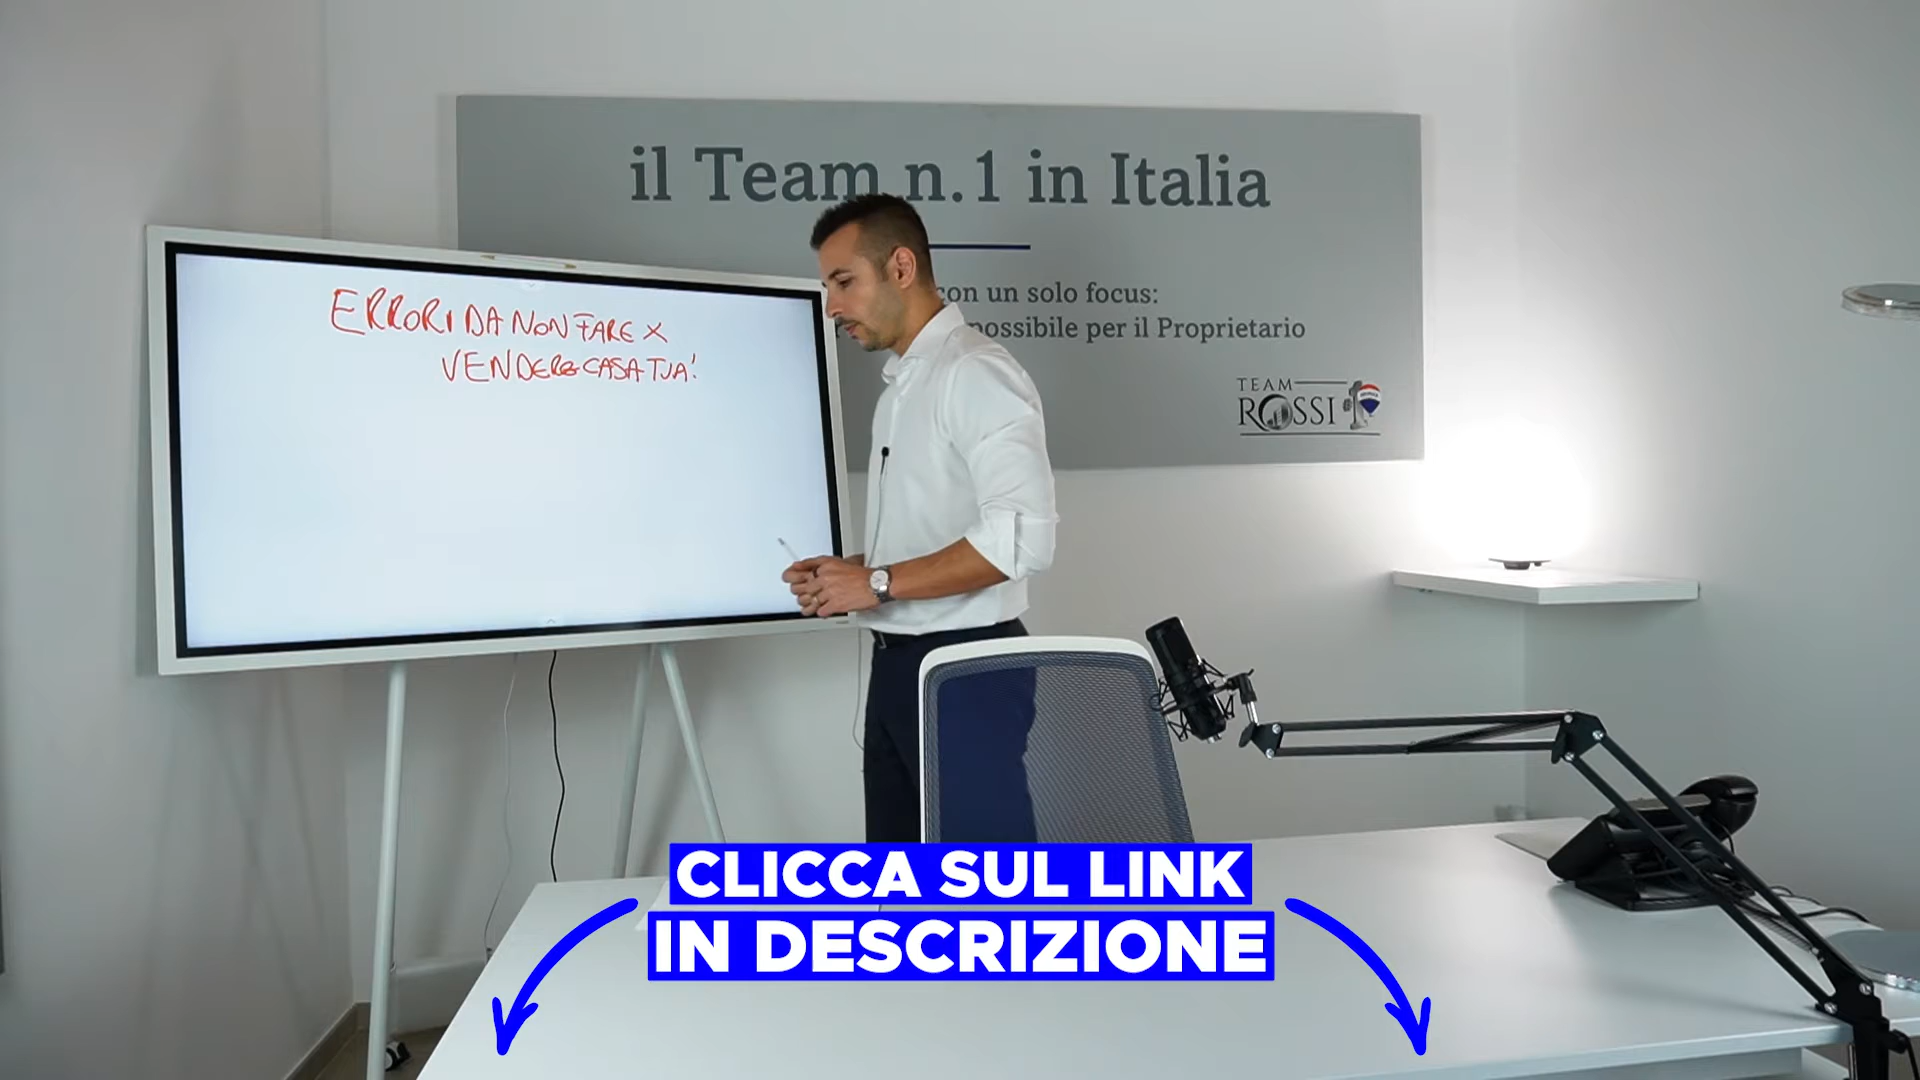 il Team n.1 in Italia
con un solo focus:
possibile per il Proprietario
TEAM
ROSSI
ERRORI DA NON FARE X
VENDERE CASA TUA!
CLICCA SUL LINK
IN DESCRIZIONE